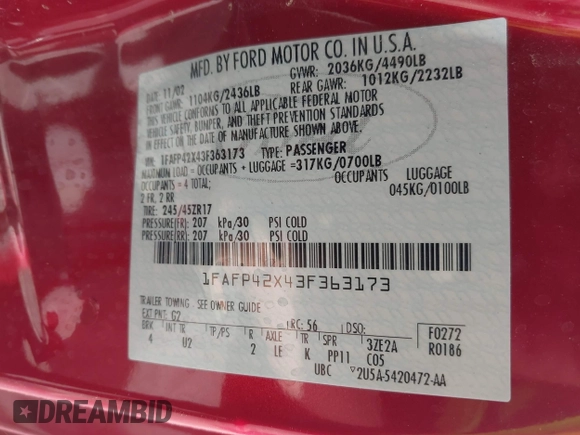 MFD. BY FORD MOTOR CO. IN U.S.A.
DATE 11/02 GVWR: 2036KG/4490LB
FRONT GAWR: 1104KG/2436LB REAR GAWR: 1012KG/2232LB
THIS VEHICLE CONFORMS TO ALL APPLICABLE FEDERAL MOTOR
VEHICLE SAFETY, BUMPER, AND THEFT PREVENTION STANDARDS
IN EFFECT ON THE DATE OF MANUFACTURE SHOWN ABOVE.
VIN: 1FAFP42X43F363173 TYPE: PASSENGER
MAXIMUM LOAD = OCCUPANTS + LUGGAGE = 317KG/0700LB
OCCUPANTS = 4 TOTAL; OCCUPANTS LUGGAGE
2 FR, 2 RR 045KG/0100LB
TIRE: 245/45ZR17
PRESSURE(FR) 207 kPa/30 PSI COLD
PRESSURE(RR) 207 kPa/30 PSI COLD
1FAFP42X43F363173
TRAILER TOWING - SEE OWNER GUIDE
EXT PNT: G2 RC: 56 DSO: F0272
BRK INT TR TP/PS R AXLE TR SPR 3ZE2A R0186
4 U2 2 LE K PP11 C05
UBC ▽2U5A-5420472-AA
DREAMBID